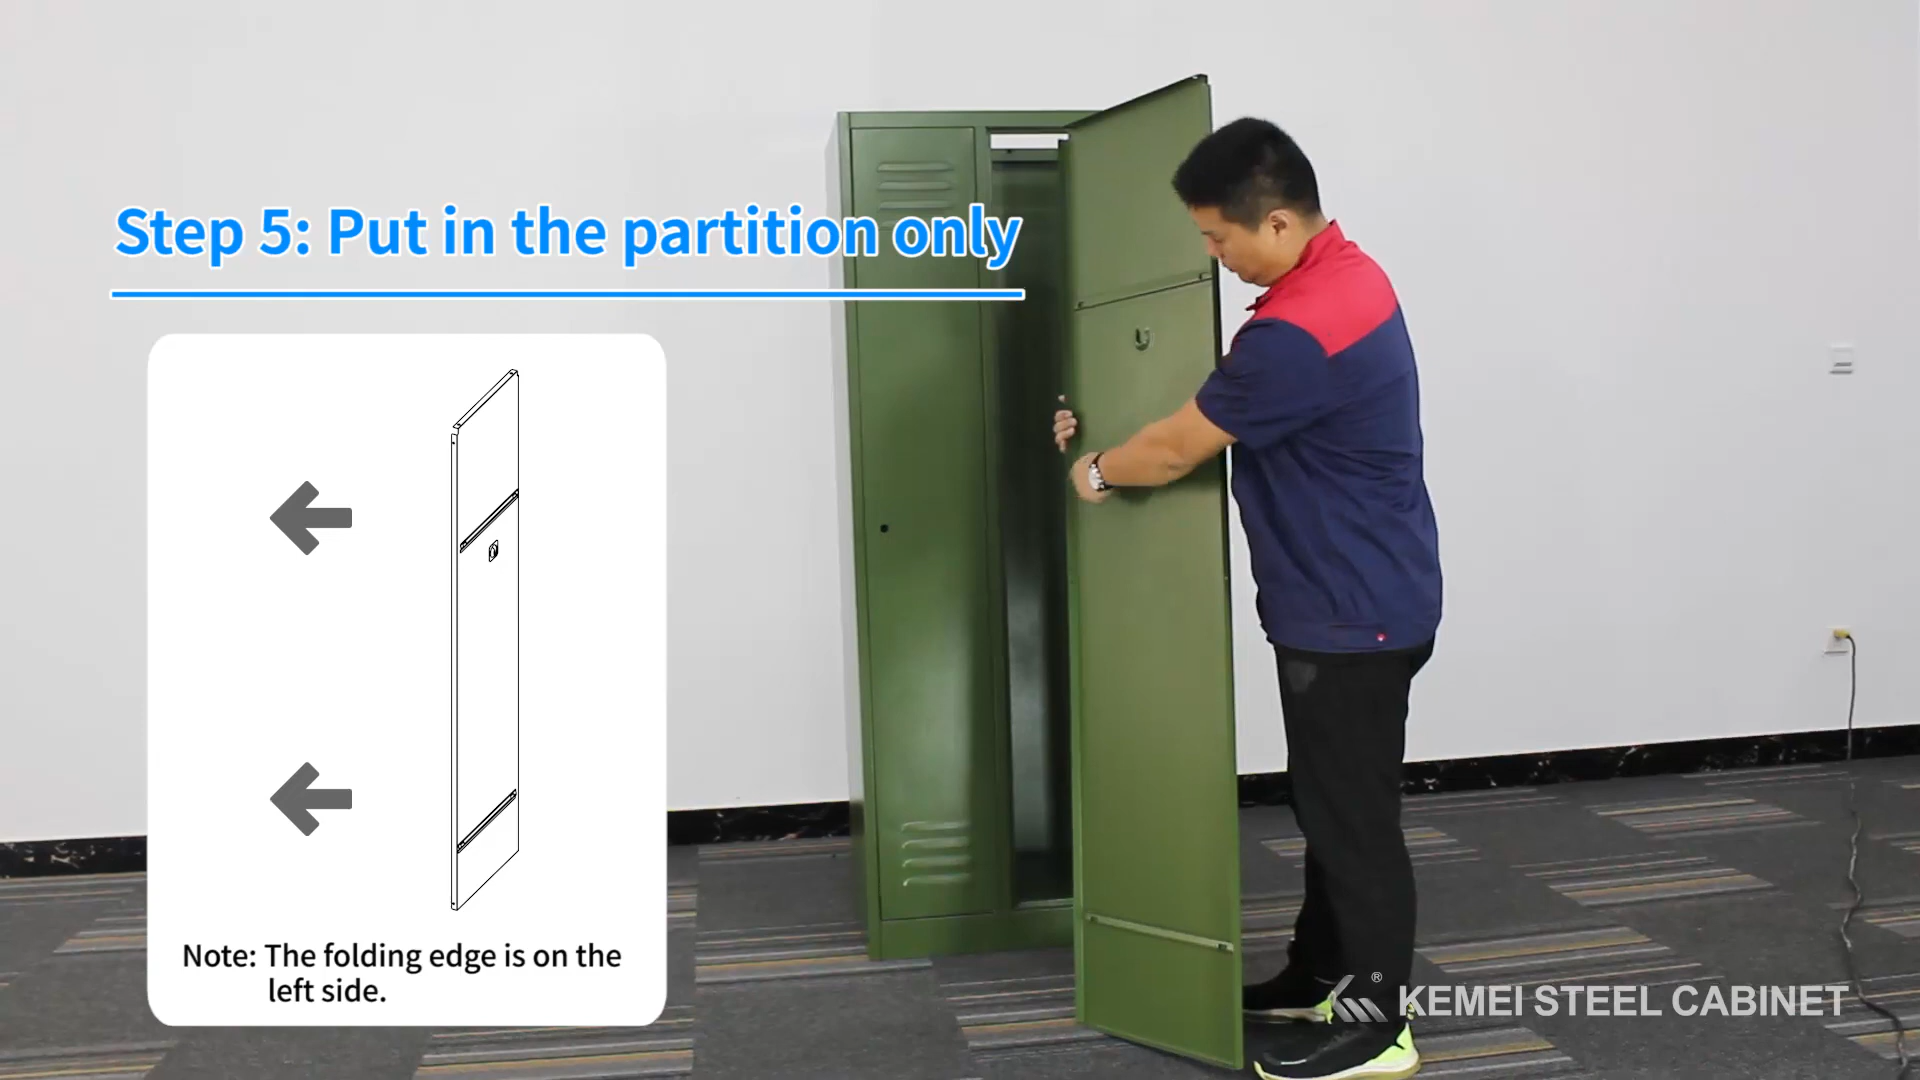 Step 5: Put in the partition only
Note: The folding edge is on the
left side.
® KEMEI STEEL CABINET